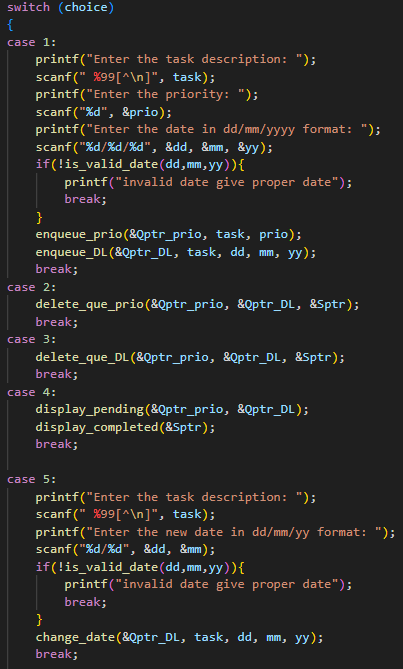 switch (choice)
{
case 1:
    printf("Enter the task description: ");
    scanf(" %99[^\n]", task);
    printf("Enter the priority: ");
    scanf("%d", &prio);
    printf("Enter the date in dd/mm/yyyy format: ");
    scanf("%d/%d/%d", &dd, &mm, &yy);
    if(!is_valid_date(dd,mm,yy)){
        printf("invalid date give proper date");
        break;
    }
    enqueue_prio(&Qptr_prio, task, prio);
    enqueue_DL(&Qptr_DL, task, dd, mm, yy);
    break;
case 2:
    delete_que_prio(&Qptr_prio, &Qptr_DL, &Sptr);
    break;
case 3:
    delete_que_DL(&Qptr_prio, &Qptr_DL, &Sptr);
    break;
case 4:
    display_pending(&Qptr_prio, &Qptr_DL);
    display_completed(&Sptr);
    break;

case 5:
    printf("Enter the task description: ");
    scanf(" %99[^\n]", task);
    printf("Enter the new date in dd/mm/yy format: ");
    scanf("%d/%d", &dd, &mm);
    if(!is_valid_date(dd,mm,yy)){
        printf("invalid date give proper date");
        break;
    }
    change_date(&Qptr_DL, task, dd, mm, yy);
    break;